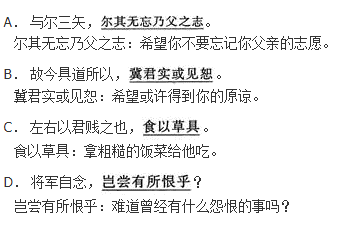 A. 与尔三矢，尔其无忘乃父之志。
尔其无忘乃父之志：希望你不要忘记你父亲的志愿。
B. 故今具道所以，冀君实或见恕。
冀君实或见恕：希望或许得到你的原谅。
C. 左右以君贱之也，食以草具。
食以草具：拿粗糙的饭菜给他吃。
D. 将军自念，岂尝有所恨乎？
岂尝有所恨乎：难道曾经有什么怨恨的事吗？